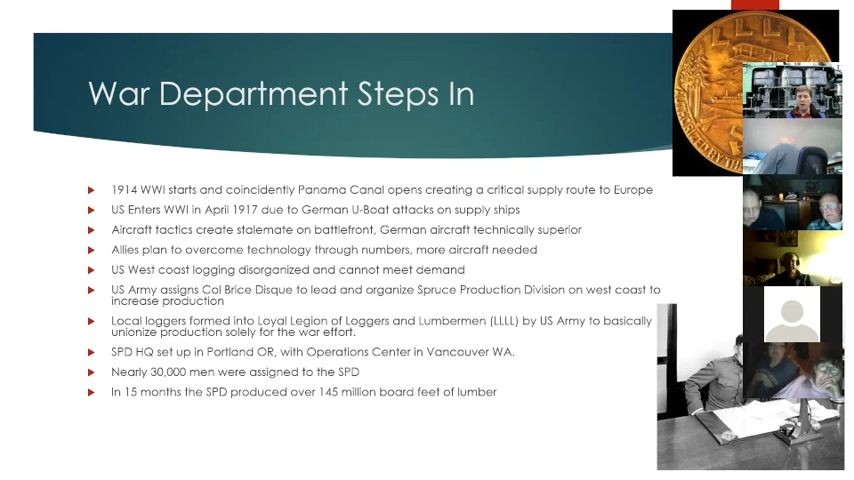 War Department Steps In
1914 WWI starts and coincidently Panama Canal opens creating a critical supply route to Europe
US Enters WWI in April 1917 due to German U-Boat attacks on supply ships
Aircraft tactics create stalemate on battlefront, German aircraft technically superior
Allies plan to overcome technology through numbers, more aircraft needed
US West coast logging disorganized and cannot meet demand
US Army assigns Col Brice Disque to lead and organize Spruce Production Division on west coast to
increase production
Local loggers formed into Loyal Legion of Loggers and Lumbermen (LLLL) by US Army to basically
unionize production solely for the war effort.
SPD HQ set up in Portland OR, with Operations Center in Vancouver WA.
Nearly 30,000 men were assigned to the SPD
In 15 months the SPD produced over 145 million board feet of lumber
LLLL